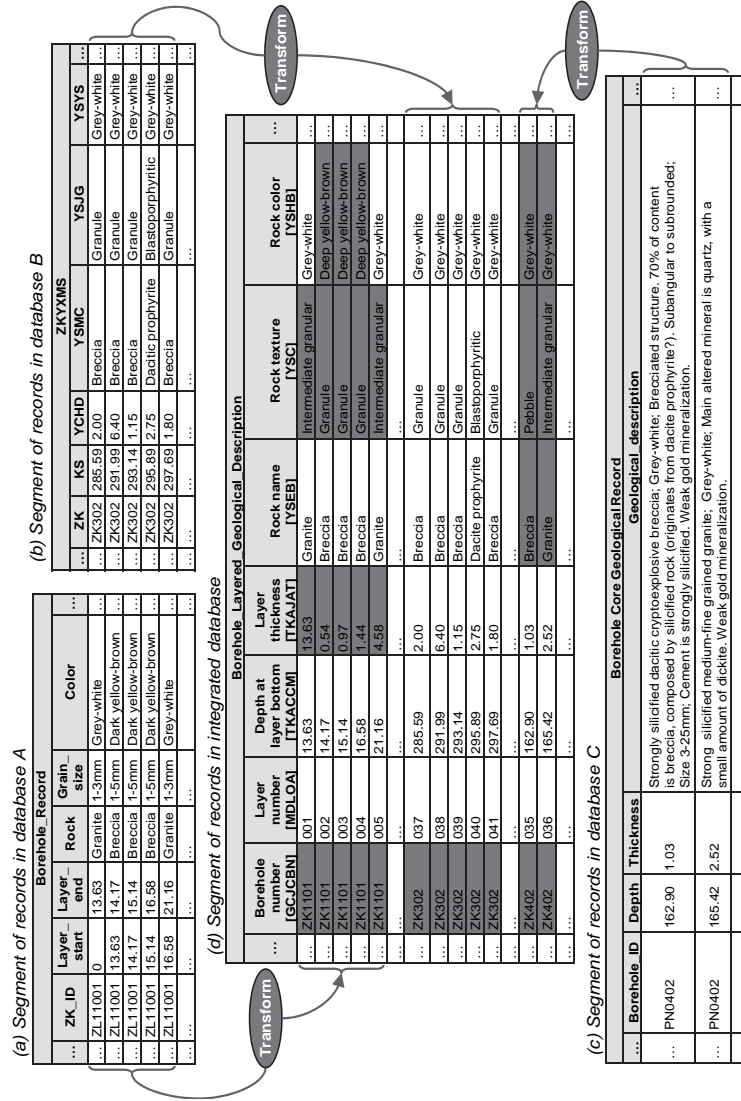 (a) Segment of records in database A
Borehole_Record
... ZK_ID Layer_start Layer_end Rock Grain_size Color ...
... ZL11001 0 13.63 Granite 1-3mm Grey-white ...
... ZL11001 13.63 14.17 Breccia 1-5mm Dark yellow-brown ...
... ZL11001 14.17 15.14 Breccia 1-5mm Dark yellow-brown ...
... ZL11001 15.14 16.58 Breccia 1-5mm Dark yellow-brown ...
... ZL11001 16.58 21.16 Granite 1-3mm Grey-white ...
...
(b) Segment of records in database B
ZKYXMS
... ZK KS YCHD YSMC YSJG YSYS ...
... ZK302 285.59 2.00 Breccia Granule Grey-white ...
... ZK302 291.99 6.40 Breccia Granule Grey-white ...
... ZK302 293.14 1.15 Breccia Granule Grey-white ...
... ZK302 295.89 2.75 Dacitic prophyrite Blastoporphyritic Grey-white ...
... ZK302 297.69 1.80 Breccia Granule Grey-white ...
... ...
Transform
Transform
Transform
(d) Segment of records in integrated database
Borehole_Layered_Geological_Description
... Borehole number [GCJCBN] Layer number [MDLOA] Depth at layer bottom [TKACCM] Layer thickness [TKAJAT] Rock name [YSEB] Rock texture [YSC] Rock color [YSHB] ...
... ZK1101 001 13.63 13.63 Granite Intermediate granular Grey-white ...
... ZK1101 002 14.17 0.54 Breccia Granule Deep yellow-brown ...
... ZK1101 003 15.14 0.97 Breccia Granule Deep yellow-brown ...
... ZK1101 004 16.58 1.44 Breccia Granule Deep yellow-brown ...
... ZK1101 005 21.16 4.58 Granite Intermediate granular Grey-white ...
... ... ... ... ... ... ...
... ZK302 037 285.59 2.00 Breccia Granule Grey-white ...
... ZK302 038 291.99 6.40 Breccia Granule Grey-white ...
... ZK302 039 293.14 1.15 Breccia Granule Grey-white ...
... ZK302 040 295.89 2.75 Dacite prophyrite Blastoporphyritic Grey-white ...
... ZK302 041 297.69 1.80 Breccia Granule Grey-white ...
... ... ... ... ... ...
... ZK402 035 162.90 1.03 Breccia Pebble Grey-white ...
... ZK402 036 165.42 2.52 Granite Intermediate granular Grey-white ...
... ... ... ... ... ...
(c) Segment of records in database C
Borehole Core Geological Record
... Borehole_ID Depth Thickness Geological_description ...
... PN0402 162.90 1.03 Strongly silicified dacitic cryptoexplosive breccia; Grey-white; Brecciated structure. 70% of content ...
is breccia, composed by silicified rock (originates from dacite prophyrite?). Subangular to subrounded;
Size 3-25mm; Cement is strongly silicified. Weak gold mineralization.
... PN0402 165.42 2.52 Strong silicified medium-fine grained granite; Grey-white; Main altered mineral is quartz, with a ...
small amount of dickite. Weak gold mineralization.